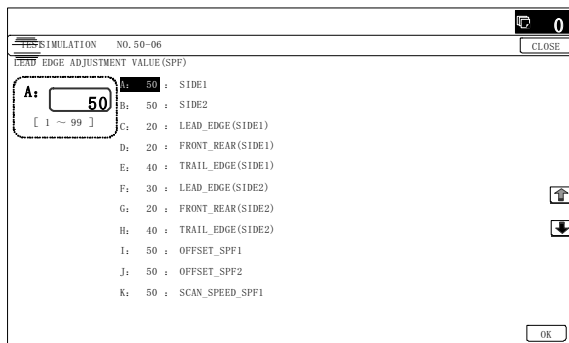 0
TEST SIMULATION NO.50-06
CLOSE
LEAD EDGE ADJUSTMENT VALUE(SPF)
A: 50
[ 1 ~ 99 ]
A: 50 : SIDE1
B: 50 : SIDE2
C: 20 : LEAD_EDGE(SIDE1)
D: 20 : FRONT_REAR(SIDE1)
E: 40 : TRAIL_EDGE(SIDE1)
F: 30 : LEAD_EDGE(SIDE2)
G: 20 : FRONT_REAR(SIDE2)
H: 40 : TRAIL_EDGE(SIDE2)
I: 50 : OFFSET_SPF1
J: 50 : OFFSET_SPF2
K: 50 : SCAN_SPEED_SPF1
OK